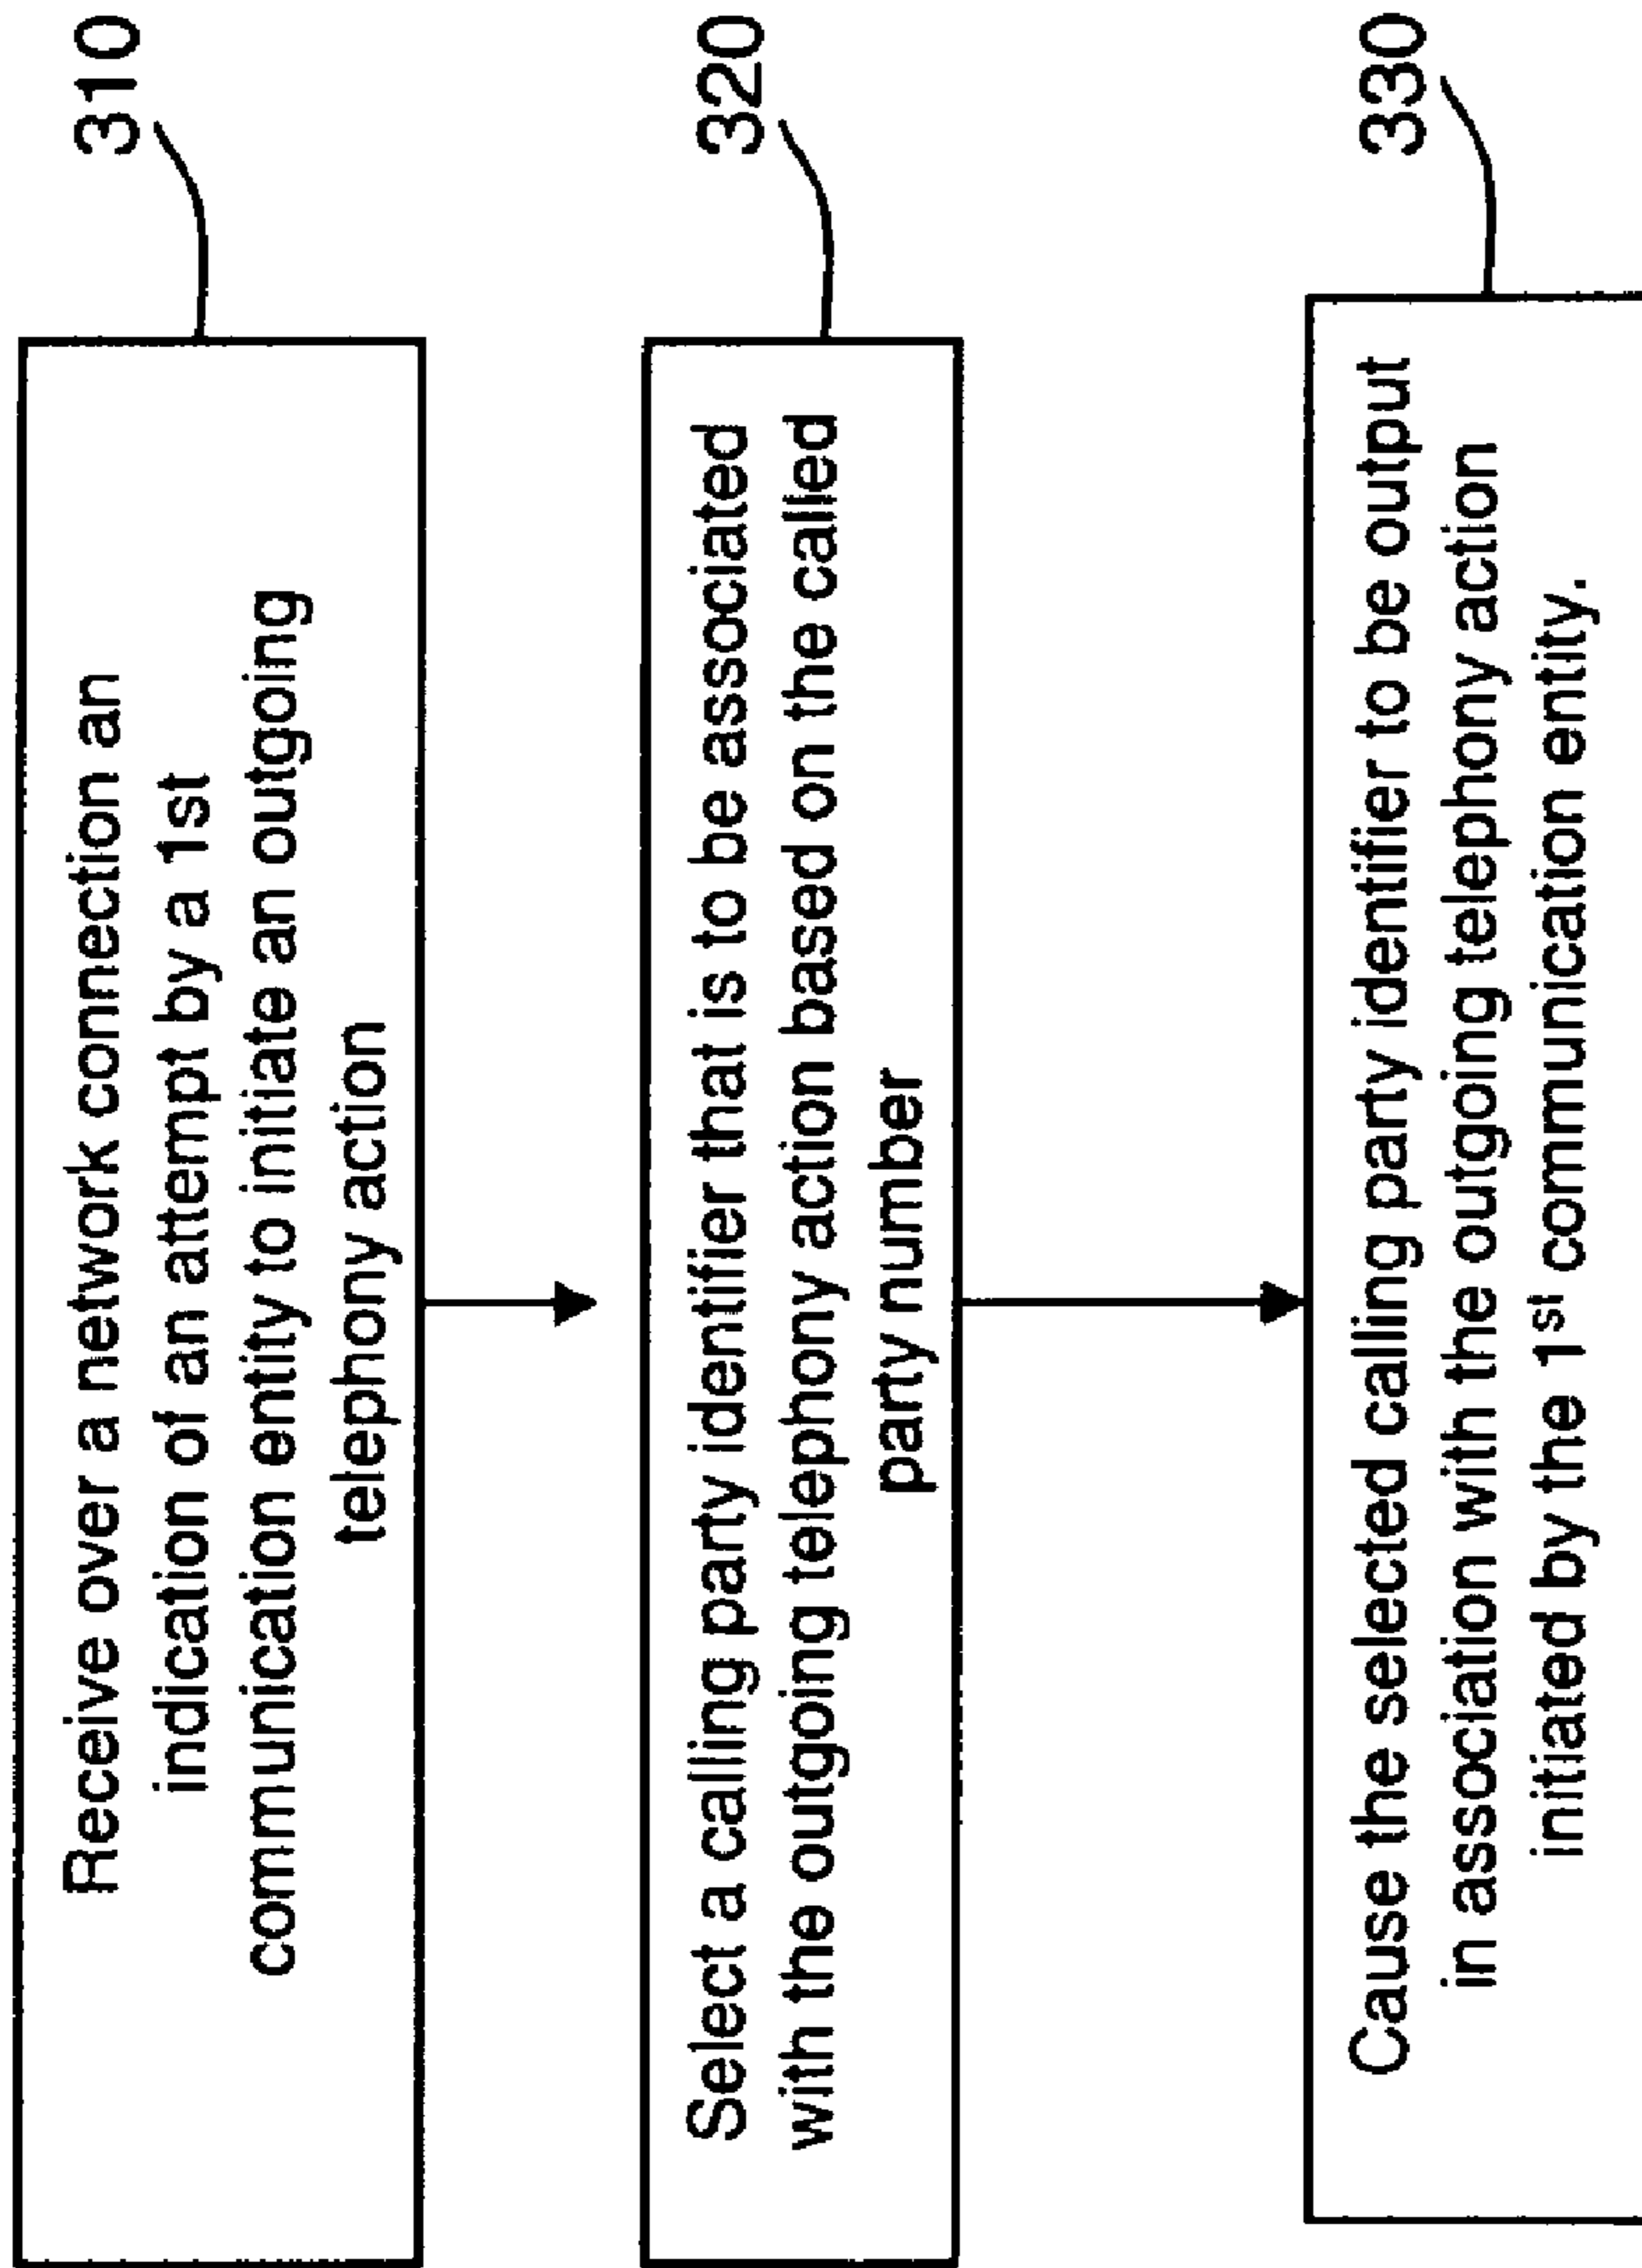 310
Receive over a network connection an
indication of an attempt by a 1st
communication entity to initiate an outgoing
telephony action
320
Select a calling party identifier that is to be associated
with the outgoing telephony action based on the called
party number
330
Cause the selected calling party identifier to be output
in association with the outgoing telephony action
initiated by the 1st communication entity.